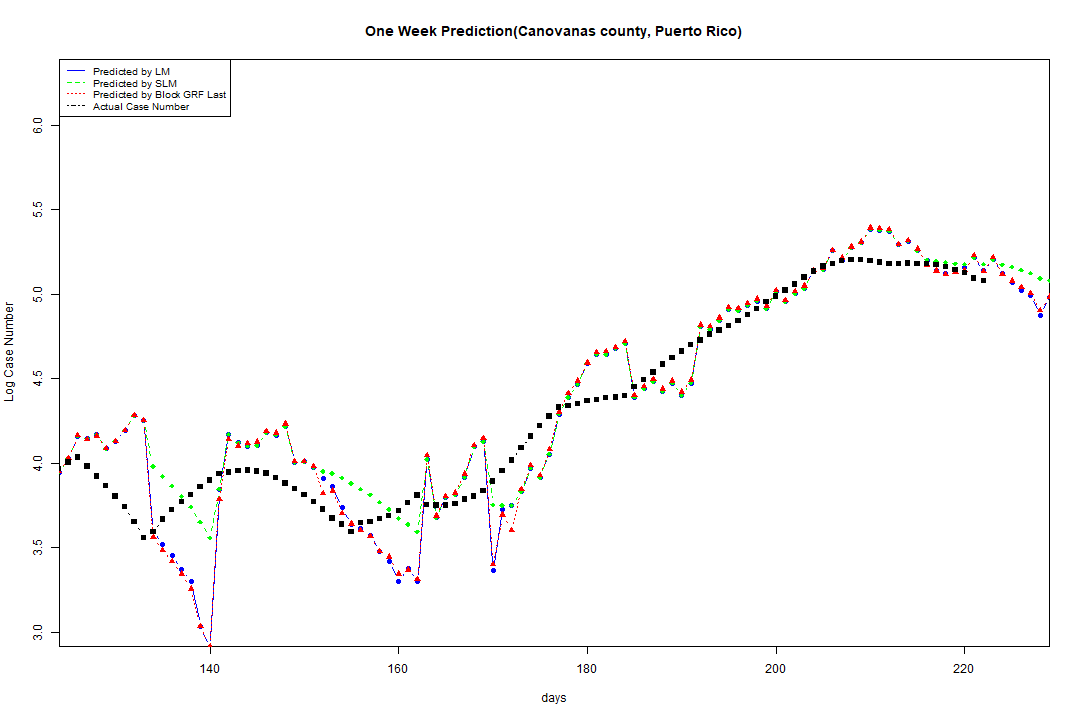 One Week Prediction(Canovanas county, Puerto Rico)
Predicted by LM
Predicted by SLM
Predicted by Block GRF Last
Actual Case Number
6.0
5.5
5.0
4.5
4.0
3.5
3.0
Log Case Number
140 160 180 200 220
days